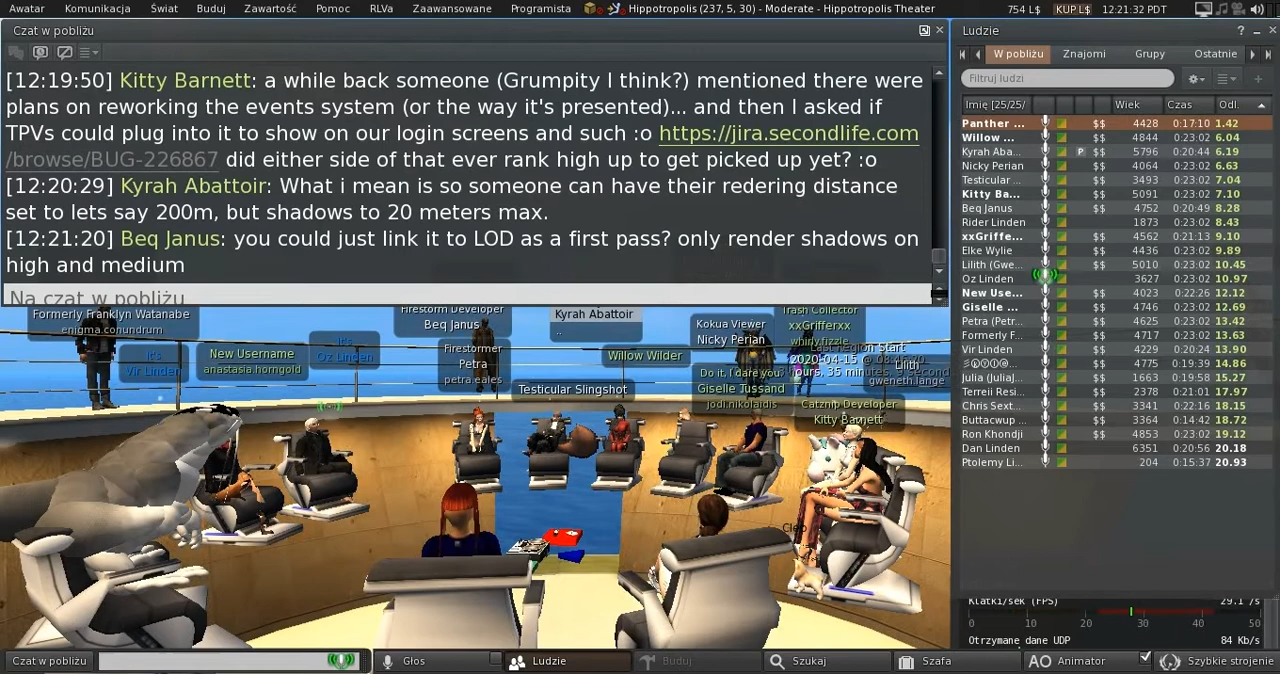 Awatar Komunikacja Świat Buduj Zawartość Pomoc RLVa Zaawansowane Programista Hippotropolis (237, 5, 30) - Moderate - Hippotropolis Theater 754 L$ KUP L$ 12:21:32 PDT
Czat w pobliżu
[12:19:50] Kitty Barnett: a while back someone (Grumpity I think?) mentioned there were
plans on reworking the events system (or the way it's presented)... and then I asked if
TPVs could plug into it to show on our login screens and such :o https://jira.secondlife.com
/browse/BUG-226867 did either side of that ever rank high up to get picked up yet? :o
[12:20:29] Kyrah Abattoir: What i mean is so someone can have their redering distance
set to lets say 200m, but shadows to 20 meters max.
[12:21:20] Beq Janus: you could just link it to LOD as a first pass? only render shadows on
high and medium
Na czat w pobliżu
Formerly Franklyn Watanabe
enigma.conundrum
It's
Vir Linden
New Username
anastasia.horngold
It's
Oz Linden
Firestorm Developer
Beq Janus
Firestormer
Petra
petra.eales
Testicular Slingshot
Kyrah Abattoir
..
Willow Wilder
Kokua Viewer
Nicky Perian
Trash Collector
xxGrifferxx
whirly.fizzle
Last Region Start
Lilith
gweneth.lange
Do it, I dare you
Giselle Tussand
jodi.nikolaidis
Catznip Developer
Kitty Barnett
Ludzie
W pobliżu Znajomi Grupy Ostatnie
Filtruj ludzi
Imię [25/25/ Wiek Czas Odl.
Panther ... $$ 4428 0:17:10 1.42
Willow ... $$ 4844 0:23:02 6.04
Kyrah Aba... P $$ 5796 0:20:44 6.19
Nicky Perian $$ 4064 0:23:02 6.63
Testicular ... $$ 3493 0:23:02 7.04
Kitty Ba... $$ 5091 0:23:02 7.10
Beq Janus $$ 4752 0:20:49 8.28
Rider Linden 1873 0:23:02 8.43
xxGriffe... $$ 4562 0:21:13 9.10
Elke Wylie 4436 0:23:02 9.89
Lilith (Gwe... $$ 5010 0:23:02 10.45
Oz Linden 3627 0:23:02 10.97
New Use... $$ 4023 0:22:26 12.12
Giselle ... $$ 4746 0:23:02 12.69
Petra (Petr... $$ 4625 0:23:02 13.42
Formerly F... $$ 4717 0:23:02 13.63
Vir Linden $$ 4229 0:20:24 13.90
$$ 4775 0:19:39 14.86
Julia (JuliaJ... $$ 1663 0:19:58 15.27
Terreii Resi... $$ 2378 0:21:01 17.97
Chris Sext... $$ 3341 0:22:16 18.15
Buttacwup ... $$ 3364 0:14:42 18.72
Ron Khondji $$ 4853 0:23:02 19.12
Dan Linden 6351 0:20:56 20.18
Ptolemy Li... 204 0:15:37 20.93
Klatki/sek (FPS) 29.1 /s
0 10 20 30 40 50
Otrzymane dane UDP 84 Kb/s
Czat w pobliżu Głos Ludzie Buduj Szukaj Szafa AO Animator Szybkie strojenie